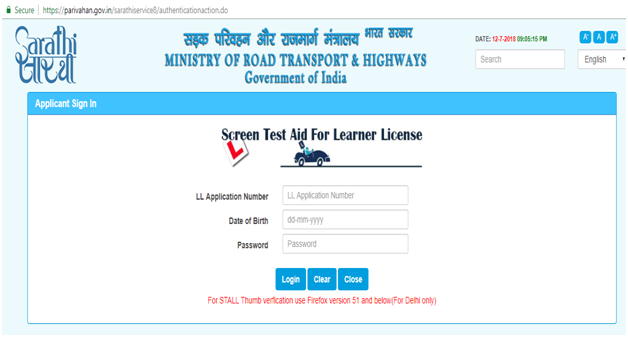 Secure | https://parivahan.gov.in/sarathiservice8/authenticationaction.do
Sarathi
सारथी
सड़क परिवहन और राजमार्ग मंत्रालय भारत सरकार
MINISTRY OF ROAD TRANSPORT & HIGHWAYS
Government of India
DATE: 12-7-2018 09:05:15 PM
A- A A+
Search
English
Applicant Sign In
Screen Test Aid For Learner License
L
LL Application Number LL Application Number
Date of Birth dd-mm-yyyy
Password Password
Login Clear Close
For STALL Thumb verfication use Firefox version 51 and below(For Delhi only)